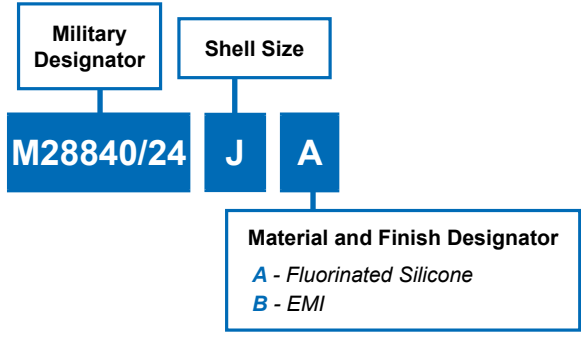 Military
Designator
Shell Size
M28840/24 J A
Material and Finish Designator
A - Fluorinated Silicone
B - EMI